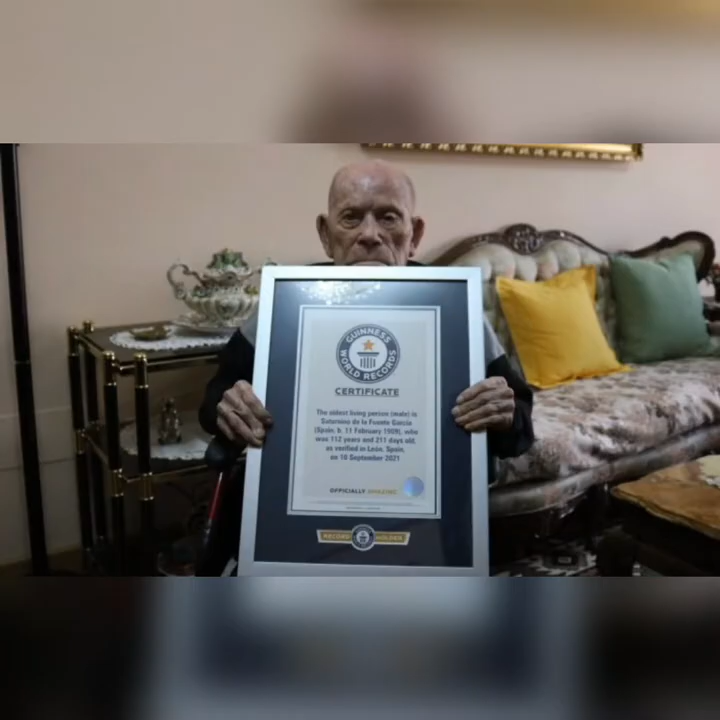 GUINNESS
WORLD RECORDS
CERTIFICATE
The oldest living person (male) is
Saturnino de la Fuente García
(Spain, b. 11 February 1909), who
was 112 years and 211 days old,
as verified in León, Spain,
on 10 September 2021
OFFICIALLY AMAZING
RECORD HOLDER